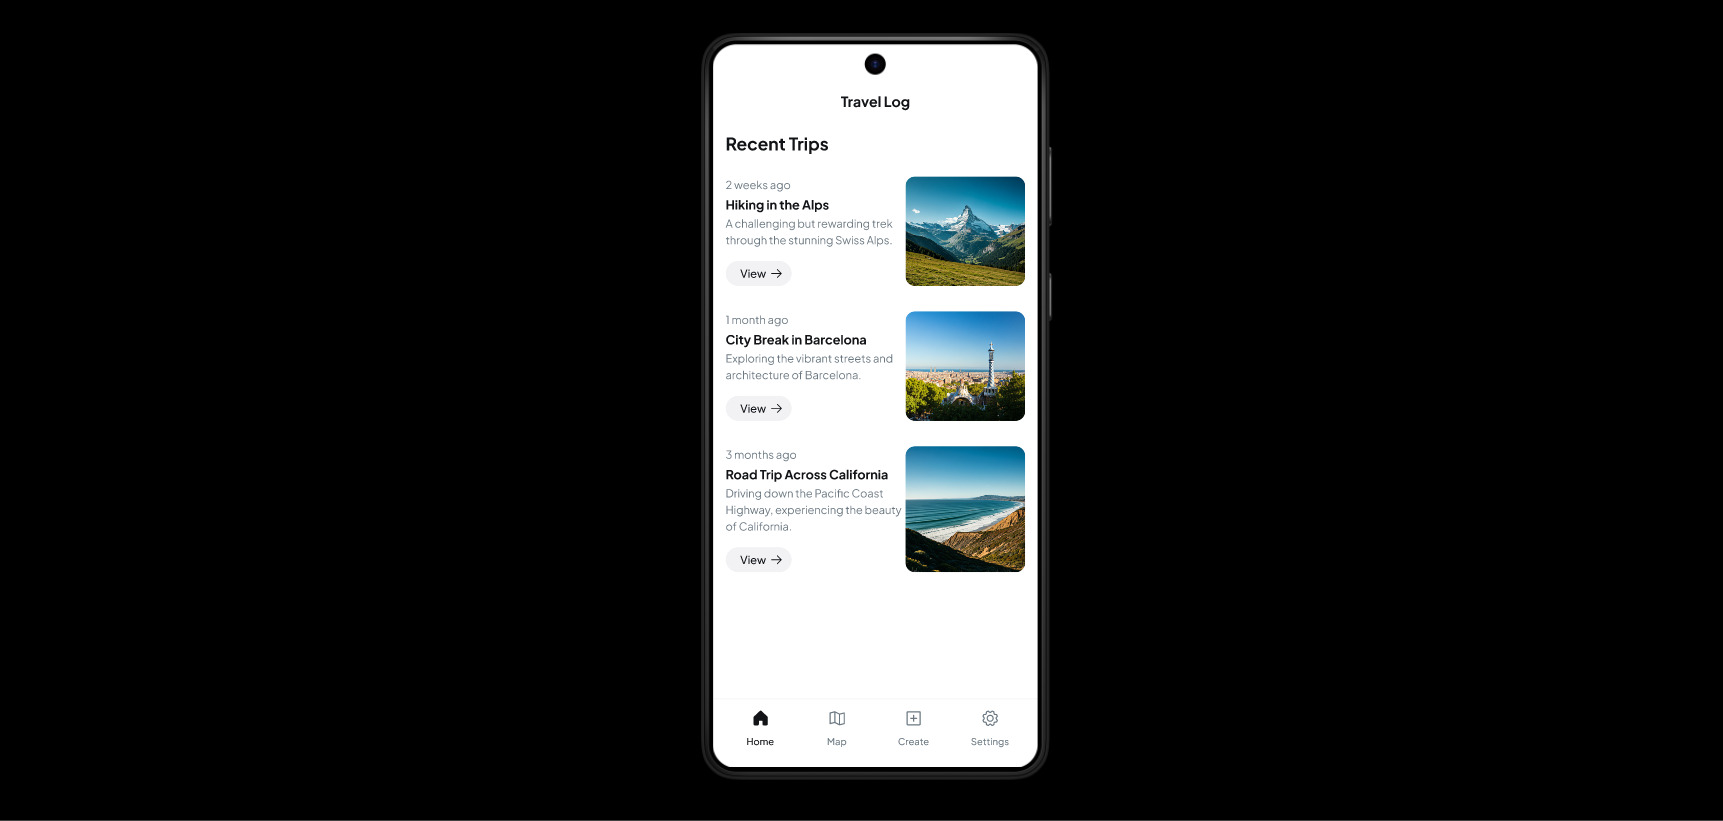 Travel Log
Recent Trips
2 weeks ago
Hiking in the Alps
A challenging but rewarding trek
through the stunning Swiss Alps.
View
1 month ago
City Break in Barcelona
Exploring the vibrant streets and
architecture of Barcelona.
View
3 months ago
Road Trip Across California
Driving down the Pacific Coast
Highway, experiencing the beauty
of California.
View
Home
Map
Create
Settings